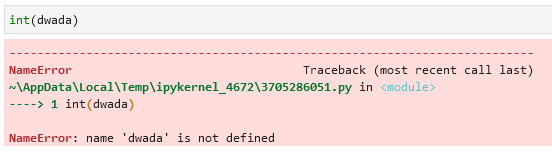 int(dwada)
---------------------------------------------------------------------------
NameError                                 Traceback (most recent call last)
~\AppData\Local\Temp\ipykernel_4672\3705286051.py in <module>
----> 1 int(dwada)

NameError: name 'dwada' is not defined